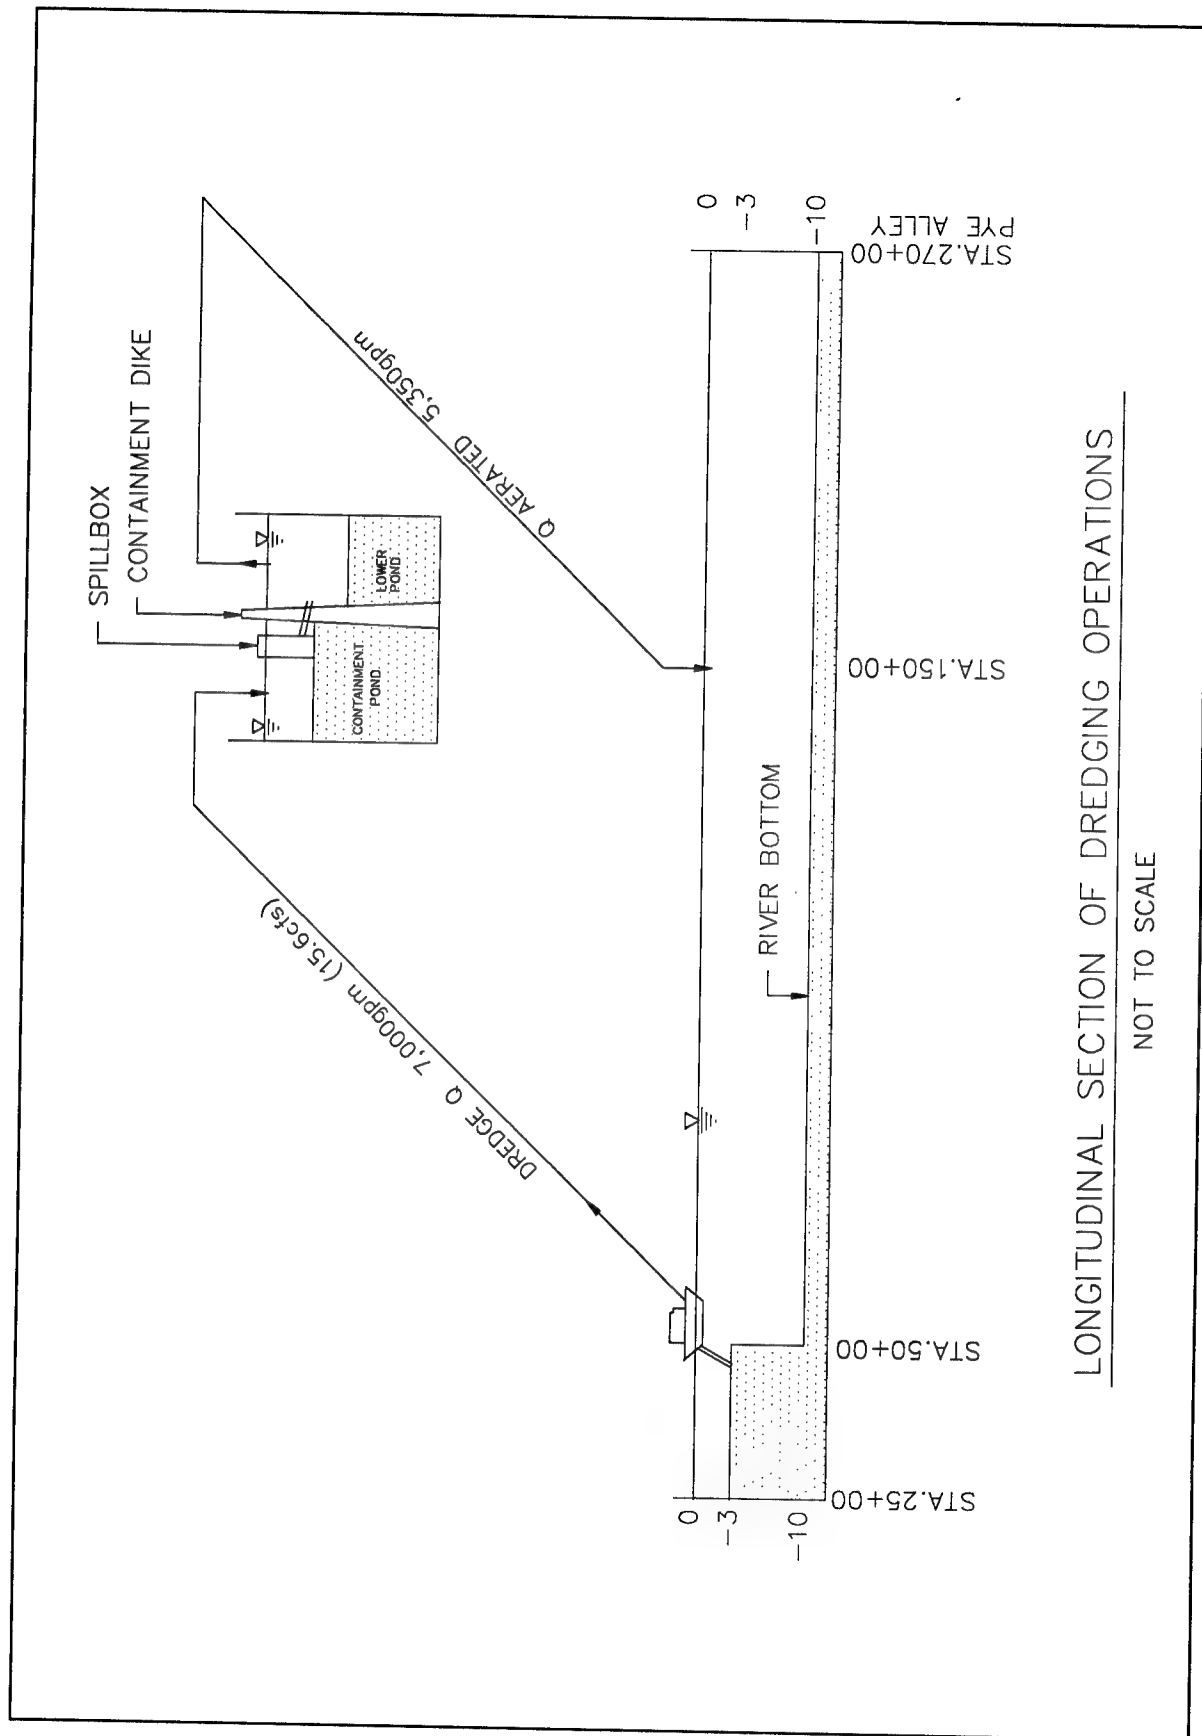 SPILLBOX
CONTAINMENT DIKE
CONTAINMENT
POND
LOWER
POND
DREDGE Q 7,000gpm (15.6cfs)
Q AERATED 5,350gpm
0
-3
-10
0
-3
-10
RIVER BOTTOM
STA.25+00
STA.50+00
STA.150+00
STA.270+00
PYE ALLEY
LONGITUDINAL SECTION OF DREDGING OPERATIONS
NOT TO SCALE